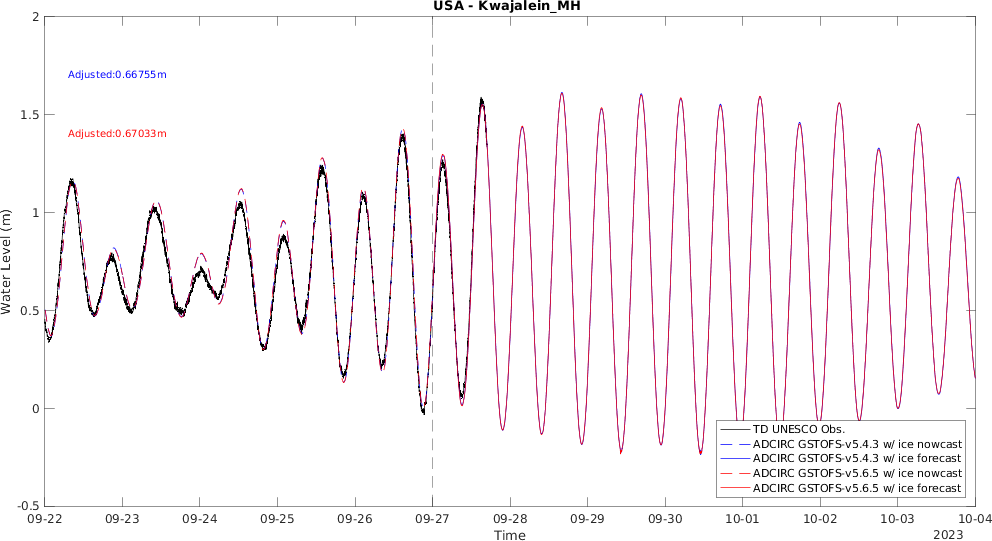 USA - Kwajalein_MH
2
Adjusted:0.66755m
1.5
Adjusted:0.67033m
1
Water Level (m)
0.5
0
TD UNESCO Obs.
ADCIRC GSTOFS-v5.4.3 w/ ice nowcast
ADCIRC GSTOFS-v5.4.3 w/ ice forecast
ADCIRC GSTOFS-v5.6.5 w/ ice nowcast
ADCIRC GSTOFS-v5.6.5 w/ ice forecast
-0.5
09-22 09-23 09-24 09-25 09-26 09-27 09-28 09-29 09-30 10-01 10-02 10-03 10-04
Time
2023